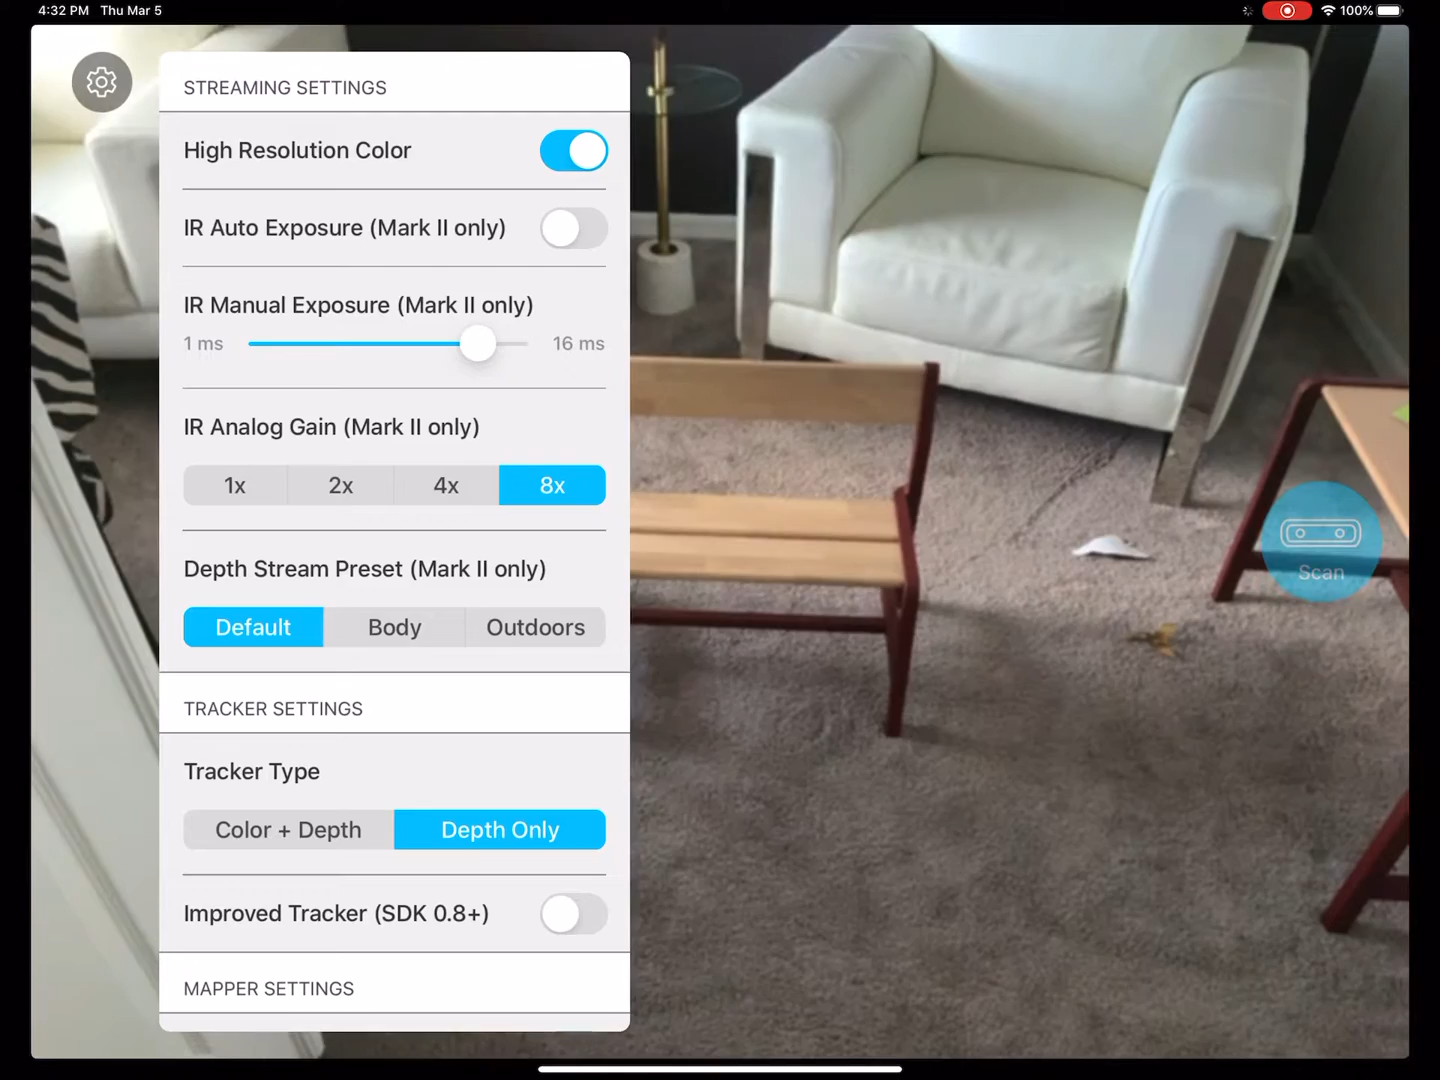 4:32 PM Thu Mar 5 100%
STREAMING SETTINGS
High Resolution Color
IR Auto Exposure (Mark II only)
IR Manual Exposure (Mark II only)
1 ms 16 ms
IR Analog Gain (Mark II only)
1x 2x 4x 8x
Depth Stream Preset (Mark II only)
Default Body Outdoors
Scan
TRACKER SETTINGS
Tracker Type
Color + Depth Depth Only
Improved Tracker (SDK 0.8+)
MAPPER SETTINGS